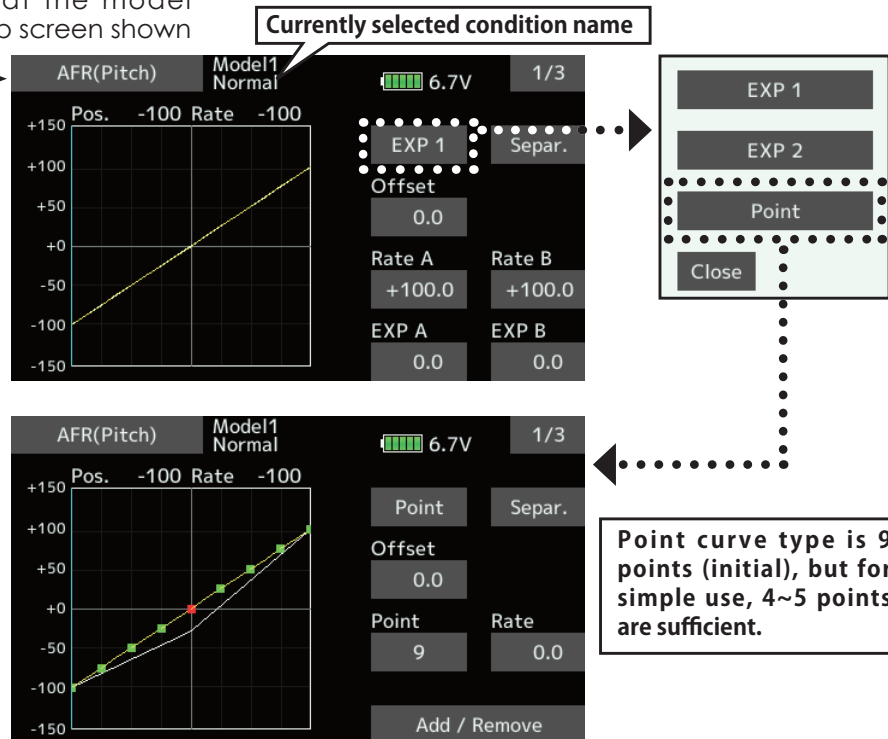 at the model
screen shown
Currently selected condition name
AFR(Pitch)
Model1
Normal
6.7V
1/3
Pos. -100 Rate -100
+150
+100
+50
+0
-50
-100
-150
EXP 1
Separ.
Offset
0.0
Rate A
Rate B
+100.0
+100.0
EXP A
EXP B
0.0
0.0
EXP 1
EXP 2
Point
Close
AFR(Pitch)
Model1
Normal
6.7V
1/3
Pos. -100 Rate -100
+150
+100
+50
+0
-50
-100
-150
Point
Separ.
Offset
0.0
Point
Rate
9
0.0
Add / Remove
Point curve type is 9
points (initial), but for
simple use, 4~5 points
are sufficient.